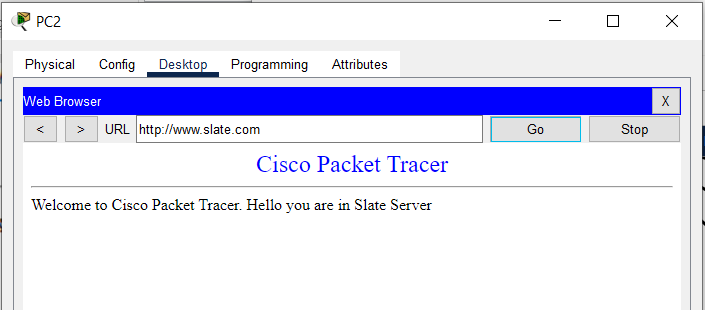 PC2
Physical Config Desktop Programming Attributes
Web Browser X
< > URL http://www.slate.com Go Stop
Cisco Packet Tracer
Welcome to Cisco Packet Tracer. Hello you are in Slate Server